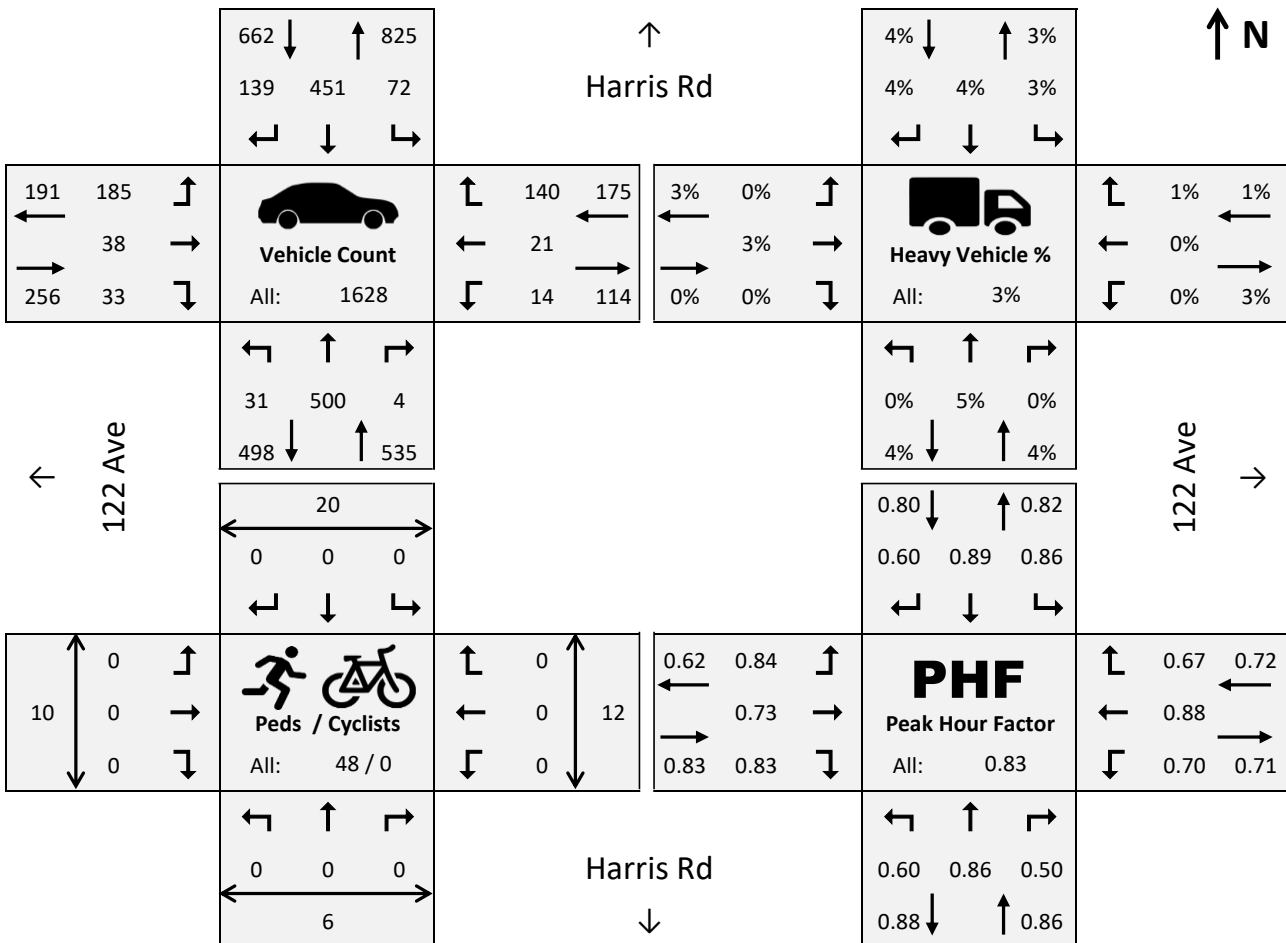 662 825
139 451 72
Harris Rd
4% 3%
4% 4% 3%
N
191 185
38
256 33
Vehicle Count
All: 1628
140 175
21
14 114
3% 0%
3%
0% 0%
Heavy Vehicle %
All: 3%
1% 1%
0%
0% 3%
31 500 4
498 535
0% 5% 0%
4% 4%
122 Ave
122 Ave
20
0 0 0
0.80 0.82
0.60 0.89 0.86
0
10 0
0
Peds / Cyclists
All: 48 / 0
0
0 12
0
0.62 0.84
0.73
0.83 0.83
PHF
Peak Hour Factor
All: 0.83
0.67 0.72
0.88
0.70 0.71
0 0 0
6
Harris Rd
0.60 0.86 0.50
0.88 0.86